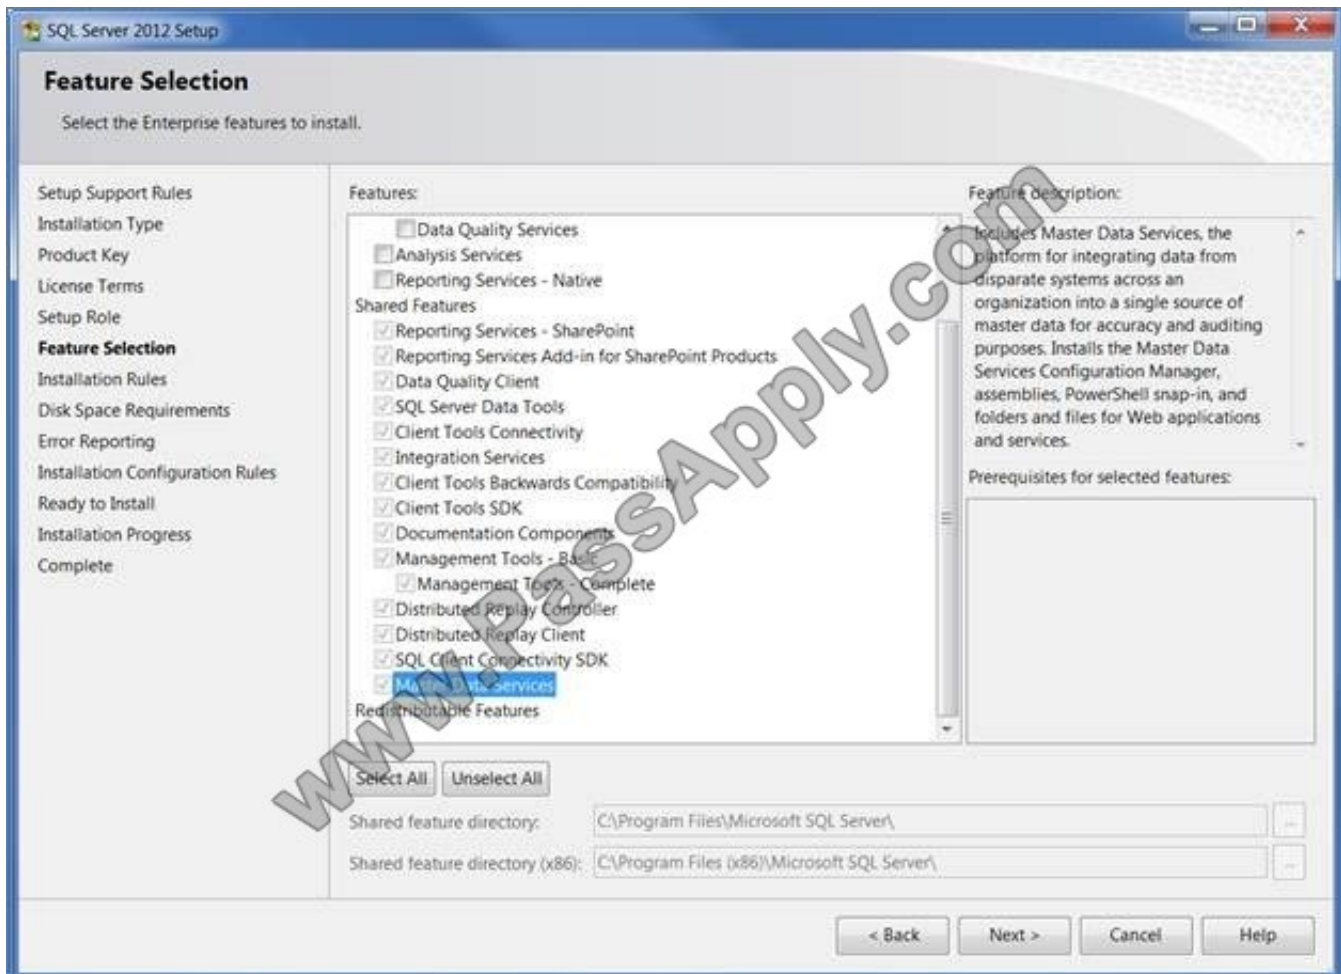 SQL Server 2012 Setup
Feature Selection
Select the Enterprise features to install.
Setup Support Rules
Installation Type
Product Key
License Terms
Setup Role
Feature Selection
Installation Rules
Disk Space Requirements
Error Reporting
Installation Configuration Rules
Ready to Install
Installation Progress
Complete
Features:
Data Quality Services
Analysis Services
Reporting Services - Native
Shared Features
Reporting Services - SharePoint
Reporting Services Add-in for SharePoint Products
Data Quality Client
SQL Server Data Tools
Client Tools Connectivity
Integration Services
Client Tools Backwards Compatibility
Client Tools SDK
Documentation Components
Management Tools - Basic
Management Tools - Complete
Distributed Replay Controller
Distributed Replay Client
SQL Client Connectivity SDK
Master Data Services
Redistributable Features
Select All
Unselect All
Feature description:
Includes Master Data Services, the
platform for integrating data from
disparate systems across an
organization into a single source of
master data for accuracy and auditing
purposes. Installs the Master Data
Services Configuration Manager,
assemblies, PowerShell snap-in, and
folders and files for Web applications
and services.
Prerequisites for selected features:
Shared feature directory:
C:\Program Files\Microsoft SQL Server\
...
Shared feature directory (x86):
C:\Program Files (x86)\Microsoft SQL Server\
...
< Back
Next >
Cancel
Help
www.PassApply.com